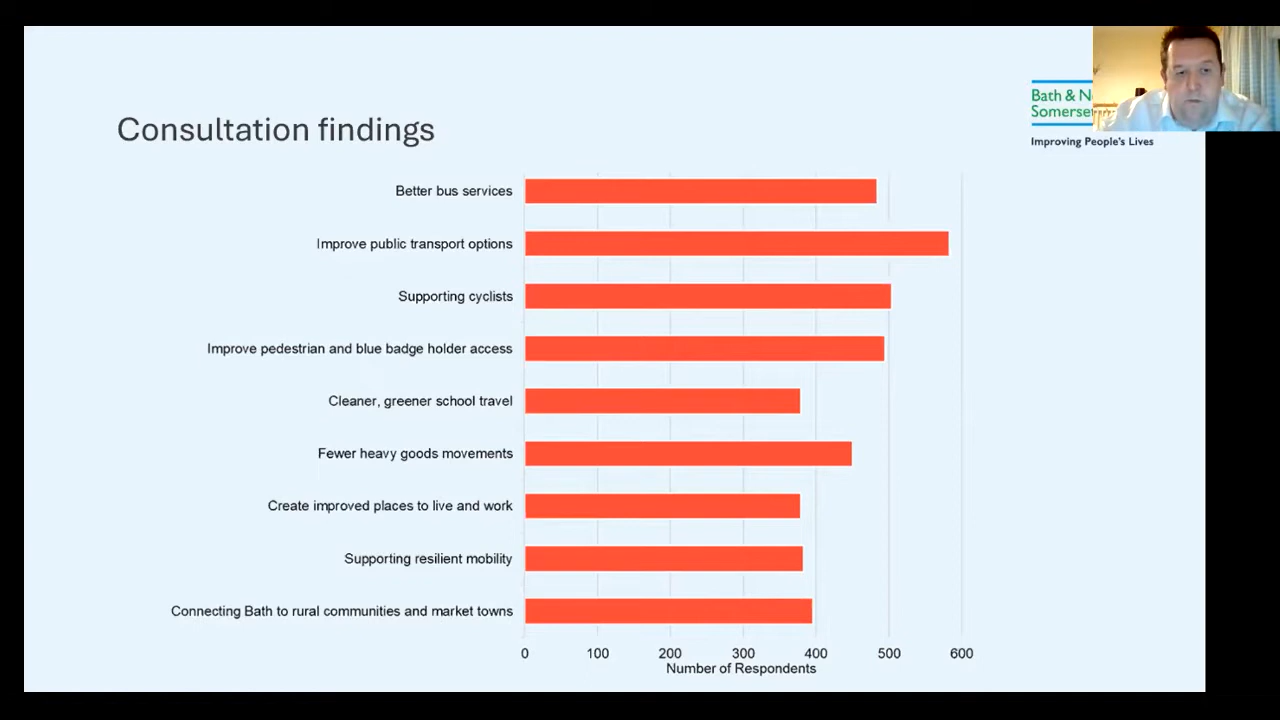 Consultation findings
Bath & N
Somerset
Improving People's Lives
Better bus services
Improve public transport options
Supporting cyclists
Improve pedestrian and blue badge holder access
Cleaner, greener school travel
Fewer heavy goods movements
Create improved places to live and work
Supporting resilient mobility
Connecting Bath to rural communities and market towns
0 100 200 300 400 500 600
Number of Respondents